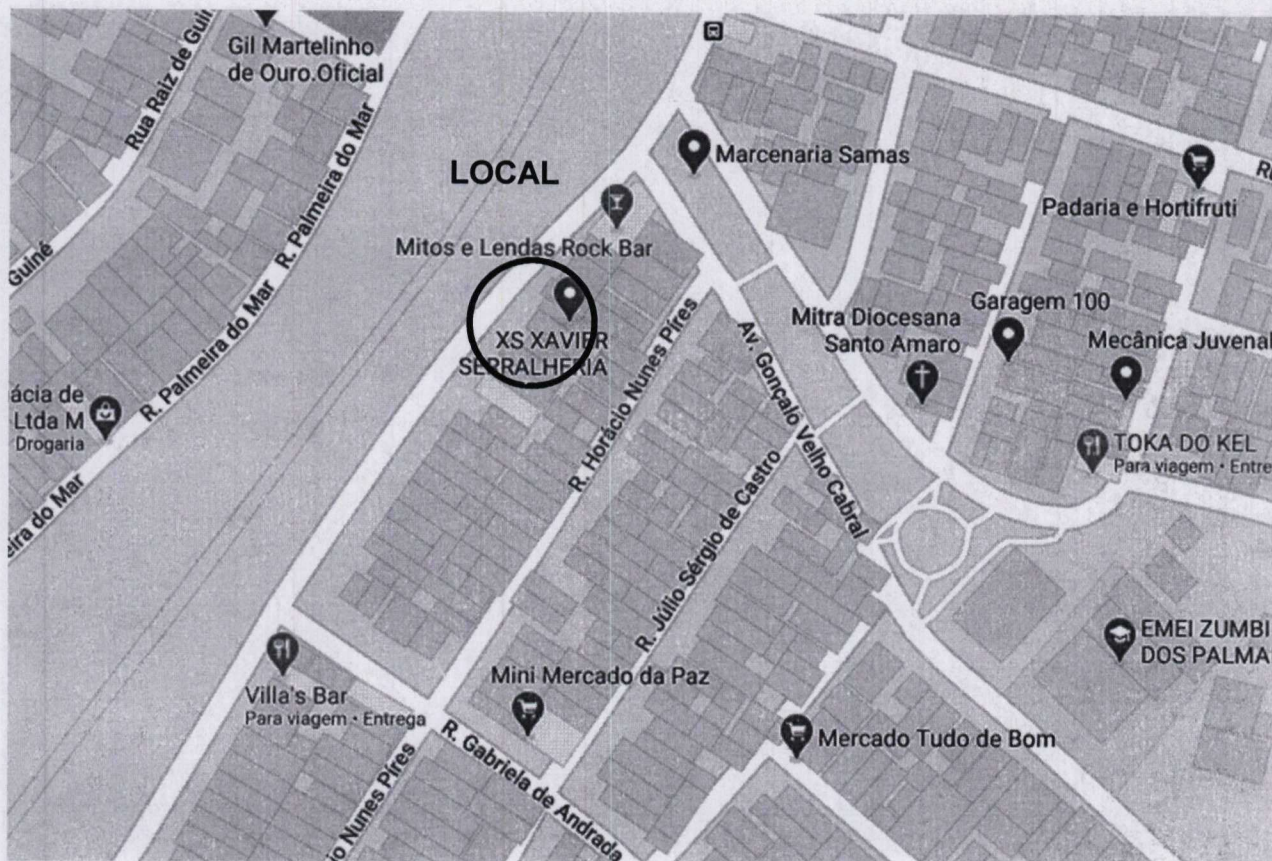 Gil Martelinho
de Ouro.Oficial
Rua Raiz de Guiné
Guiné
R. Palmeira do Mar
R. Palmeira do Mar
eira do Mar
ácia de
Ltda M
Drogaria
LOCAL
Mitos e Lendas Rock Bar
XS XAVIER
SERRALHERIA
Marcenaria Samas
Padaria e Hortifruti
Garagem 100
Mitra Diocesana
Santo Amaro
Mecânica Juvenal
TOKA DO KEL
Para viagem • Entre
R. Horácio Nunes Pires
Av. Gonçalo Velho Cabral
R. Júlio Sérgio de Castro
EMEI ZUMBI
DOS PALMA
Villa's Bar
Para viagem • Entrega
Mini Mercado da Paz
Mercado Tudo de Bom
R. Gabriela de Andrada
io Nunes Pires